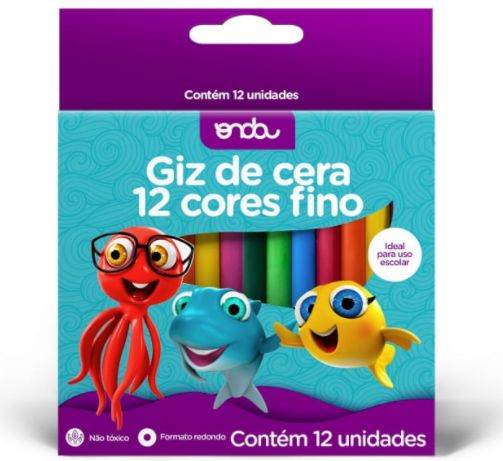 Contém 12 unidades
onda
Giz de cera
12 cores fino
Ideal
para uso
escolar
Não tóxico
Formato redondo
Contém 12 unidades